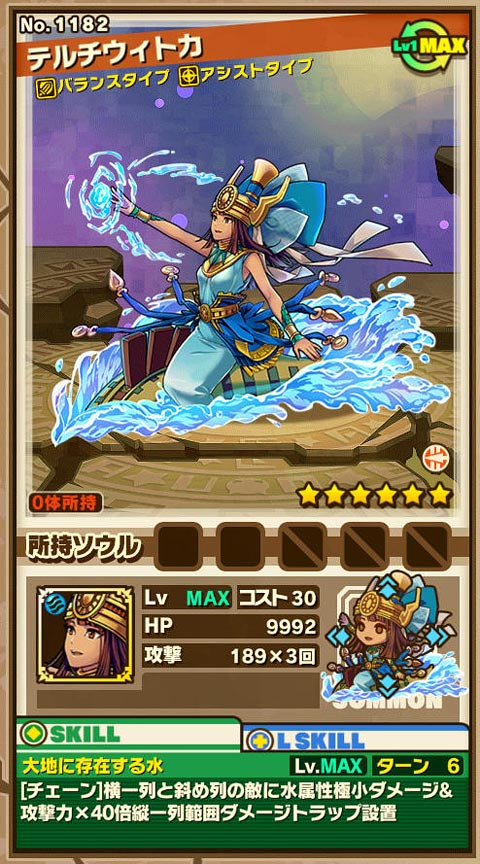 No.1182
テルチウィトカ
Lv1 MAX
バランスタイプ アシストタイプ
0体所持
所持ソウル
Lv MAX コスト30
HP 9992
攻撃 189×3回
SUMMON
SKILL
L SKILL
大地に存在する水 Lv.MAX ターン 6
[チェーン]横一列と斜め列の敵に水属性極小ダメージ&
攻撃力×40倍縦一列範囲ダメージトラップ設置